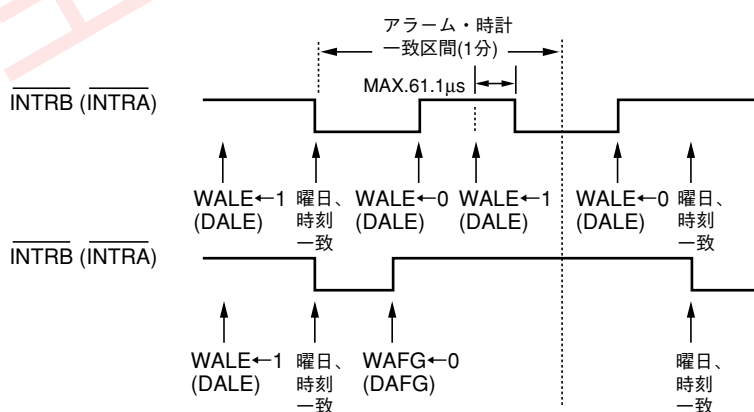 アラーム・時計
一致区間(1分)
MAX.61.1μs
INTRB (INTRA)
WALE←1
(DALE)
曜日、
時刻
一致
WALE←0
(DALE)
WALE←1
(DALE)
WALE←0
(DALE)
曜日、
時刻
一致
INTRB (INTRA)
WALE←1
(DALE)
曜日、
時刻
一致
WAFG←0
(DAFG)
曜日、
時刻
一致